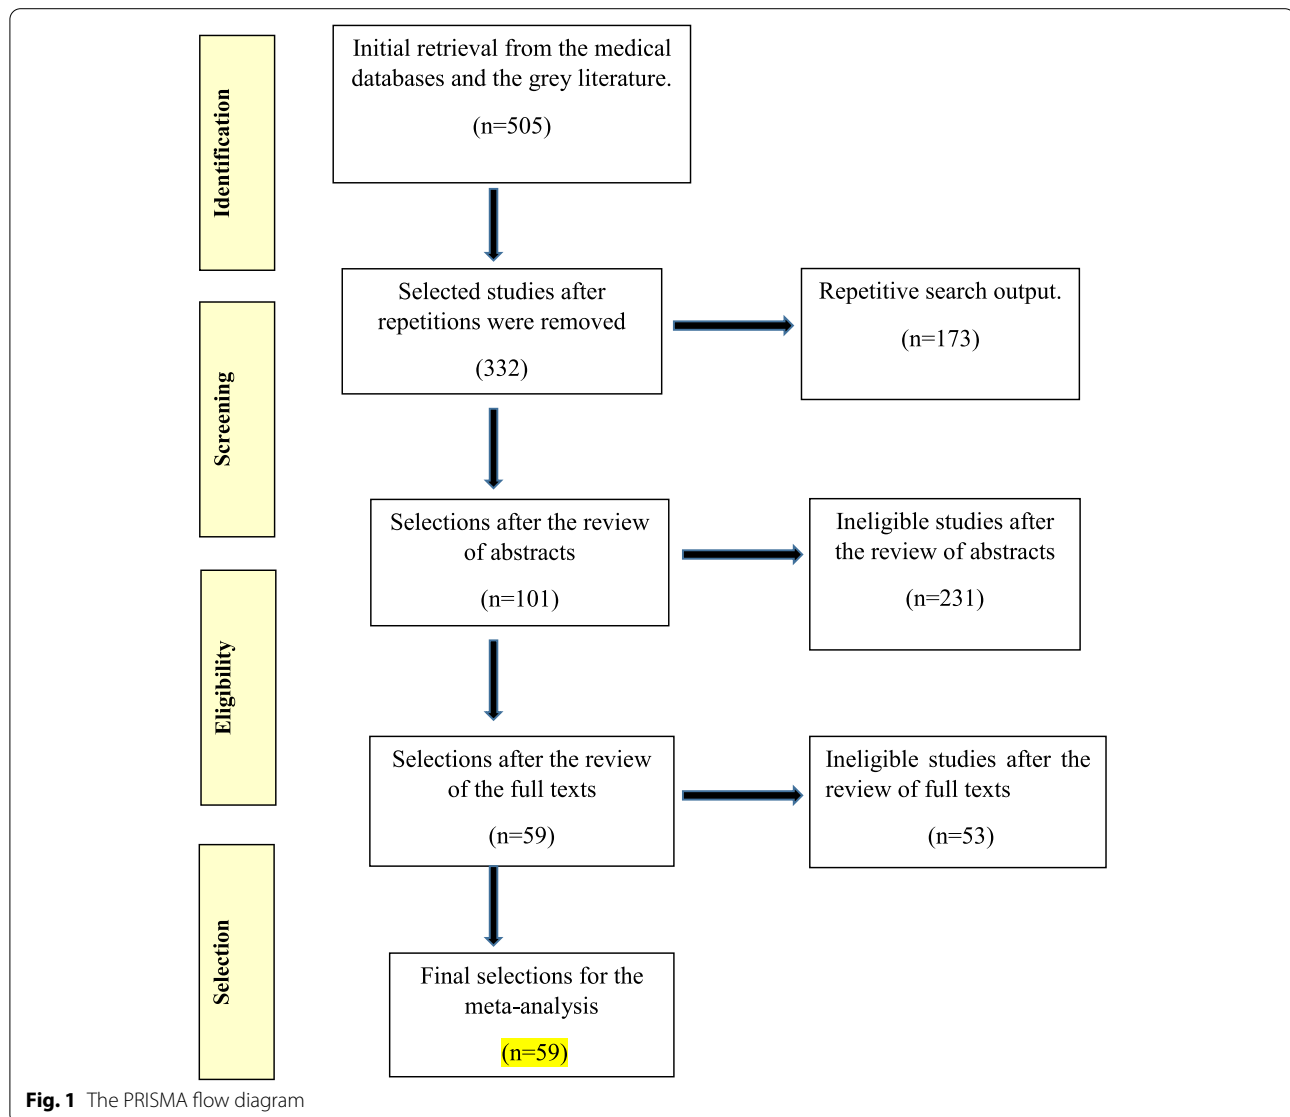 Identification
Initial retrieval from the medical
databases and the grey literature.
(n=505)
Screening
Selected studies after
repetitions were removed
(332)
Repetitive search output.
(n=173)
Selections after the review
of abstracts
(n=101)
Ineligible studies after
the review of abstracts
(n=231)
Eligibility
Selections after the review
of the full texts
(n=59)
Ineligible studies after the
review of full texts
(n=53)
Selection
Final selections for the
meta-analysis
(n=59)
Fig. 1 The PRISMA flow diagram